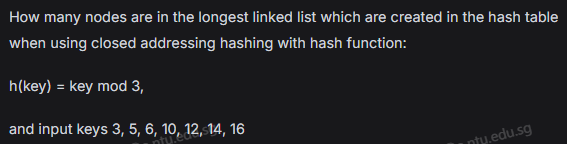 How many nodes are in the longest linked list which are created in the hash table
when using closed addressing hashing with hash function:
h(key) = key mod 3,
and input keys 3, 5, 6, 10, 12, 14, 16
ntu.edu.sg
ntu.edu.sg